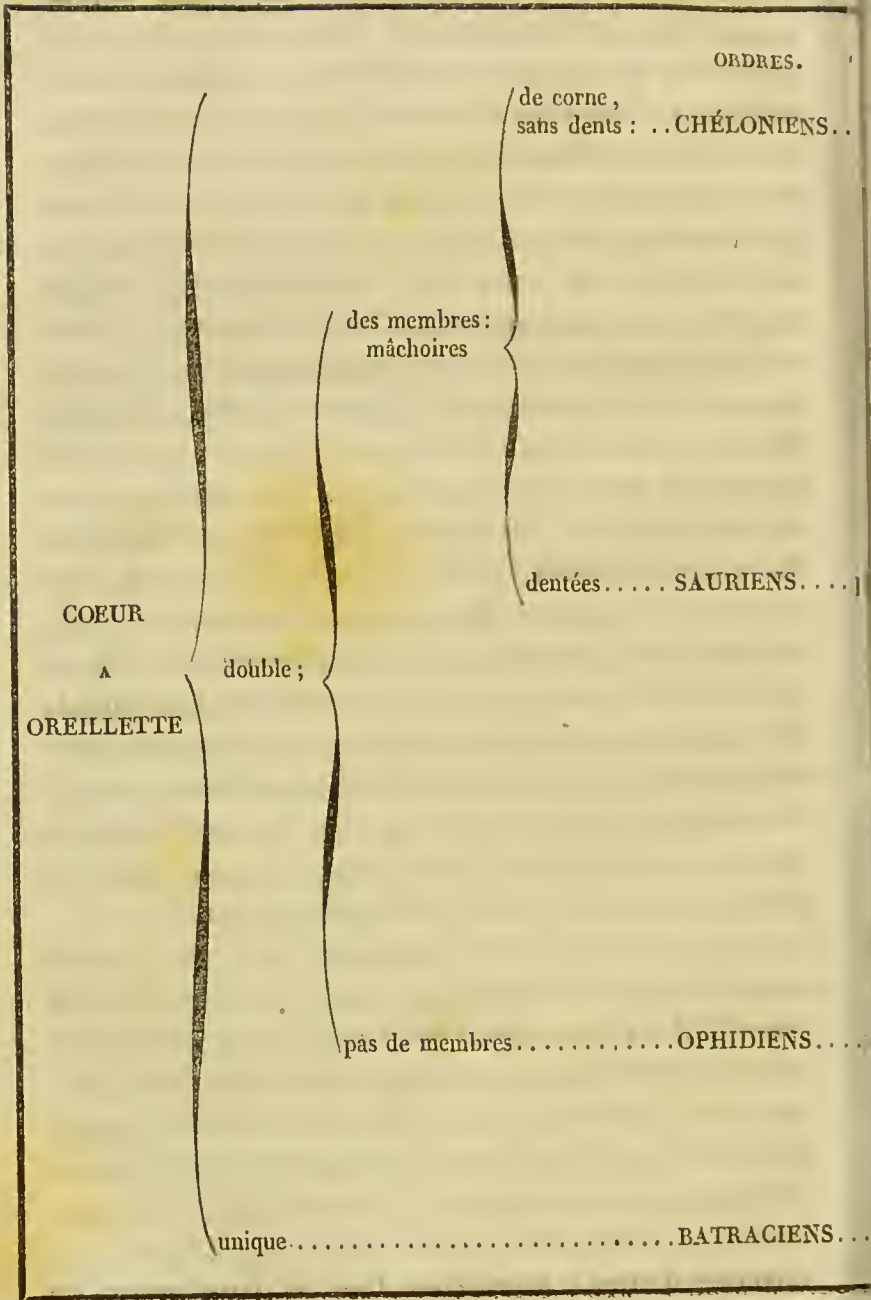 ORDRES.
de corne,
sans dents : . . CHÉLONIENS. .
des membres :
mâchoires
dentées. . . . . SAURIENS. . . .
COEUR
A
double ;
OREILLETTE
pas de membres. . . . . . . . . . . . OPHIDIENS. . . .
unique. . . . . . . . . . . . . . . . . . . . . . . . . . BATRACIENS. . .